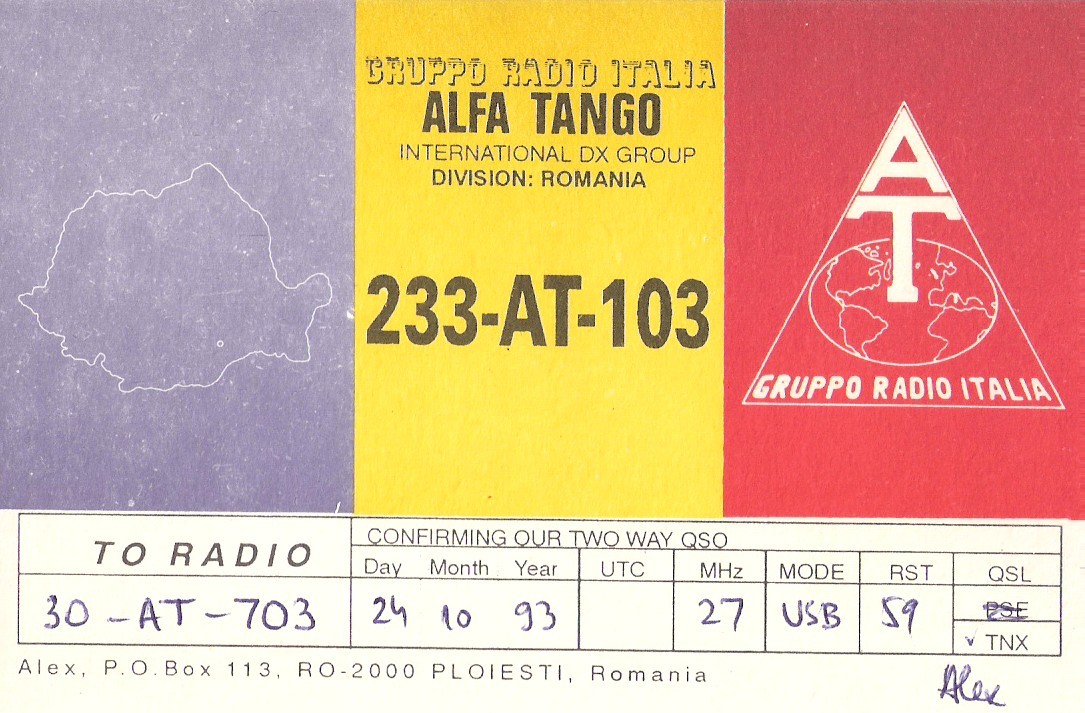 GRUPPO RADIO ITALIA
ALFA TANGO
INTERNATIONAL DX GROUP
DIVISION: ROMANIA
233-AT-103
A
T
GRUPPO RADIO ITALIA
TO RADIO
30-AT-703
CONFIRMING OUR TWO WAY QSO
Day Month Year UTC MHz MODE RST QSL
24 10 93 27 USB 59 PSE
✓ TNX
Alex, P.O.Box 113, RO-2000 PLOIESTI, Romania
Alex